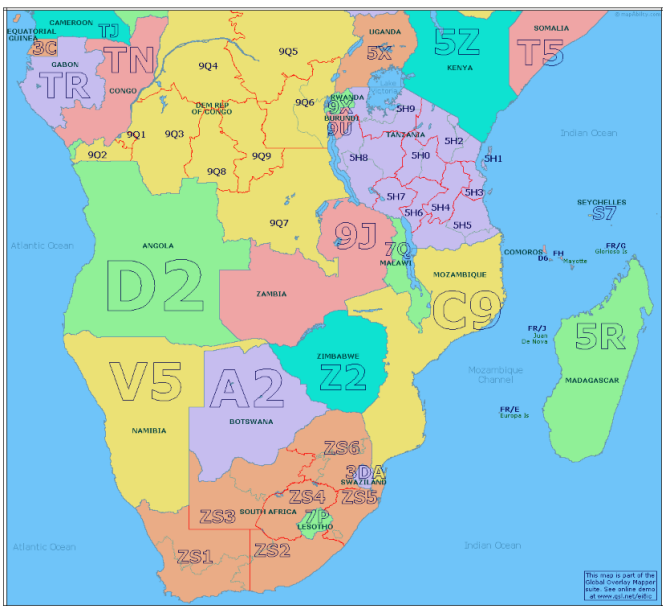 CAMEROON
TJ
EQUATORIAL
GUINEA
3C
GABON
TR
TN
CONGO
9Q4
9Q5
DEM REP
OF CONGO
9Q6
9Q1
9Q3
9Q2
9Q8
9Q9
9Q7
UGANDA
5X
5Z
KENYA
SOMALIA
T5
Lake
Victoria
RWANDA
9X
BURUNDI
9U
TANZANIA
5H9
5H2
5H1
5H8
5H0
5H3
5H7
5H4
5H6
5H5
Indian Ocean
SEYCHELLES
S7
Atlantic Ocean
ANGOLA
D2
9J
ZAMBIA
7Q
MALAWI
MOZAMBIQUE
C9
COMOROS
D6
FH
Mayotte
FR/G
Glorioso Is
FR/J
Juan
De Nova
5R
MADAGASCAR
Mozambique
Channel
FR/E
Europa Is
ZIMBABWE
Z2
V5
NAMIBIA
A2
BOTSWANA
ZS6
3DA
SWAZILAND
ZS4
ZS5
ZS3
SOUTH AFRICA
7P
LESOTHO
ZS1
ZS2
Atlantic Ocean
Indian Ocean
This map is part of the
Global Overlay Mapper
suite. See online demo
at www.qsl.net/ei8ic